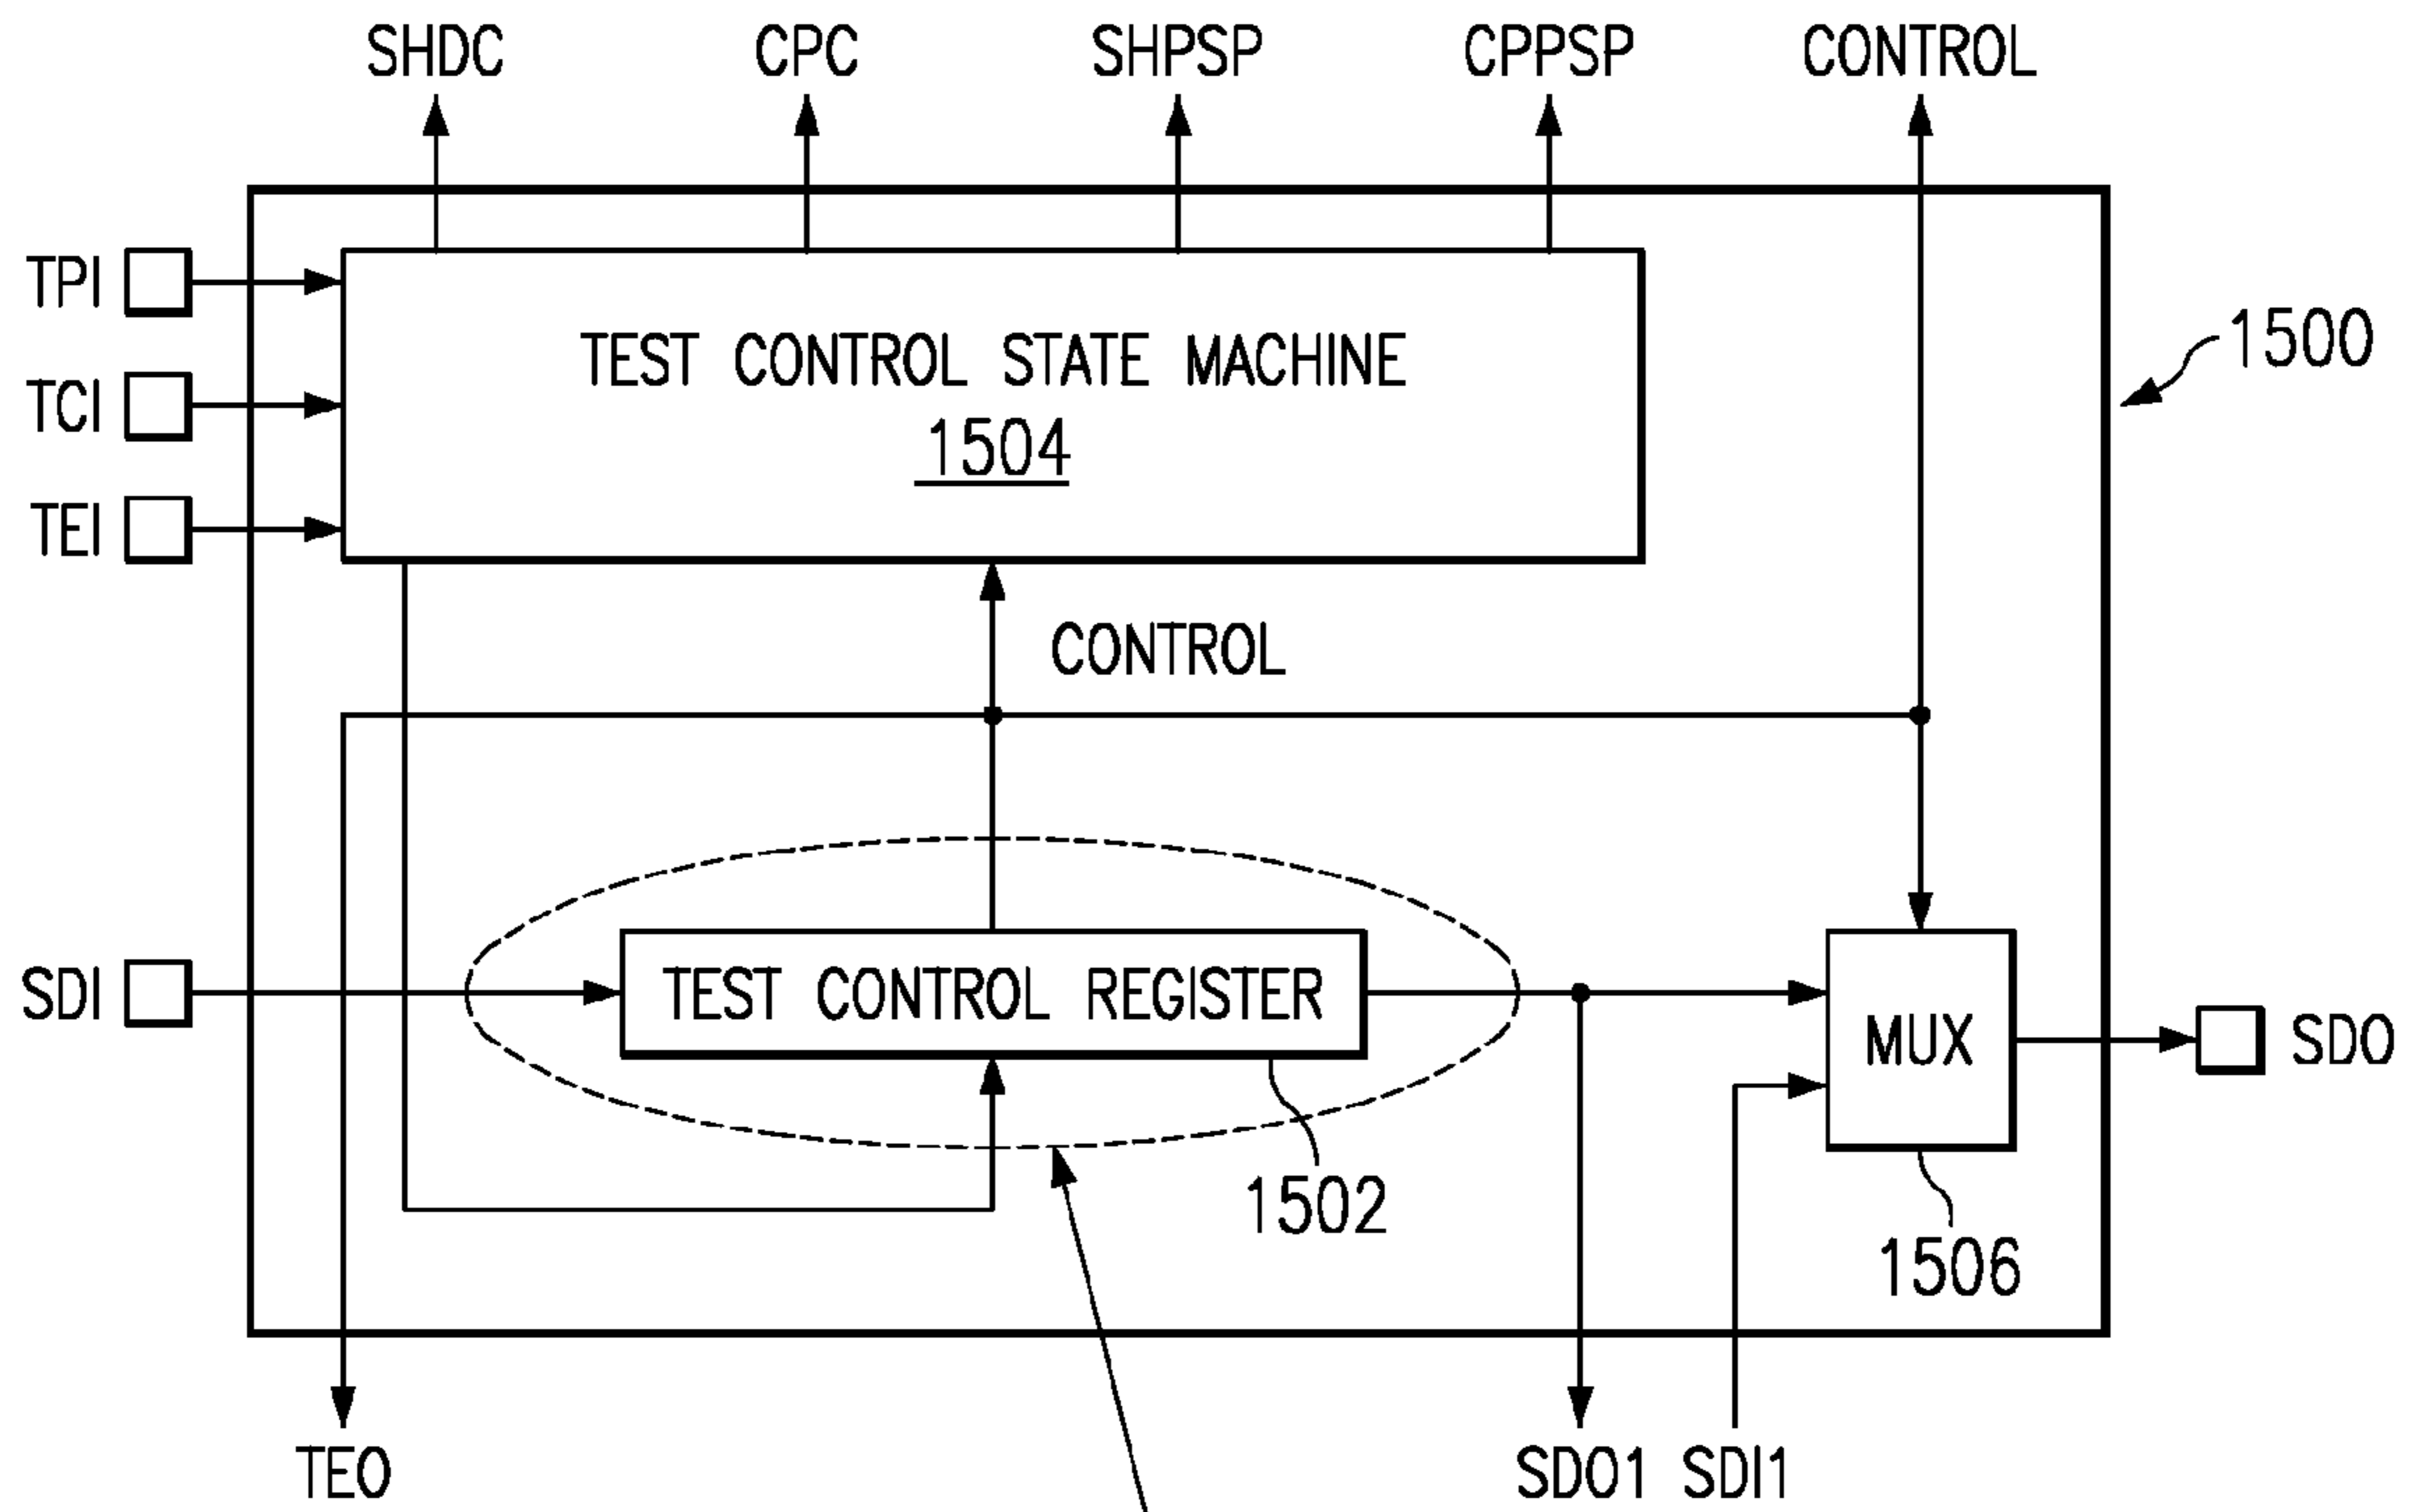 SHDC CPC SHPSP CPPSP CONTROL
TPI
TCI
TEI
TEST CONTROL STATE MACHINE
1504
1500
CONTROL
SDI
TEST CONTROL REGISTER
MUX
SDO
1502
1506
TEO
SDO1 SDI1